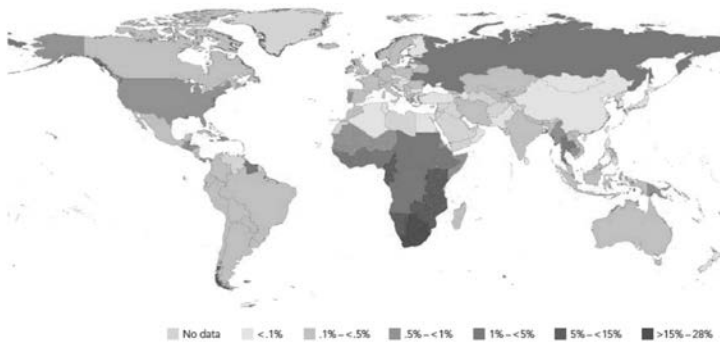 No data <.1% .1% – <.5% .5% – <1% 1% – <5% 5% – <15% >15% – 28%